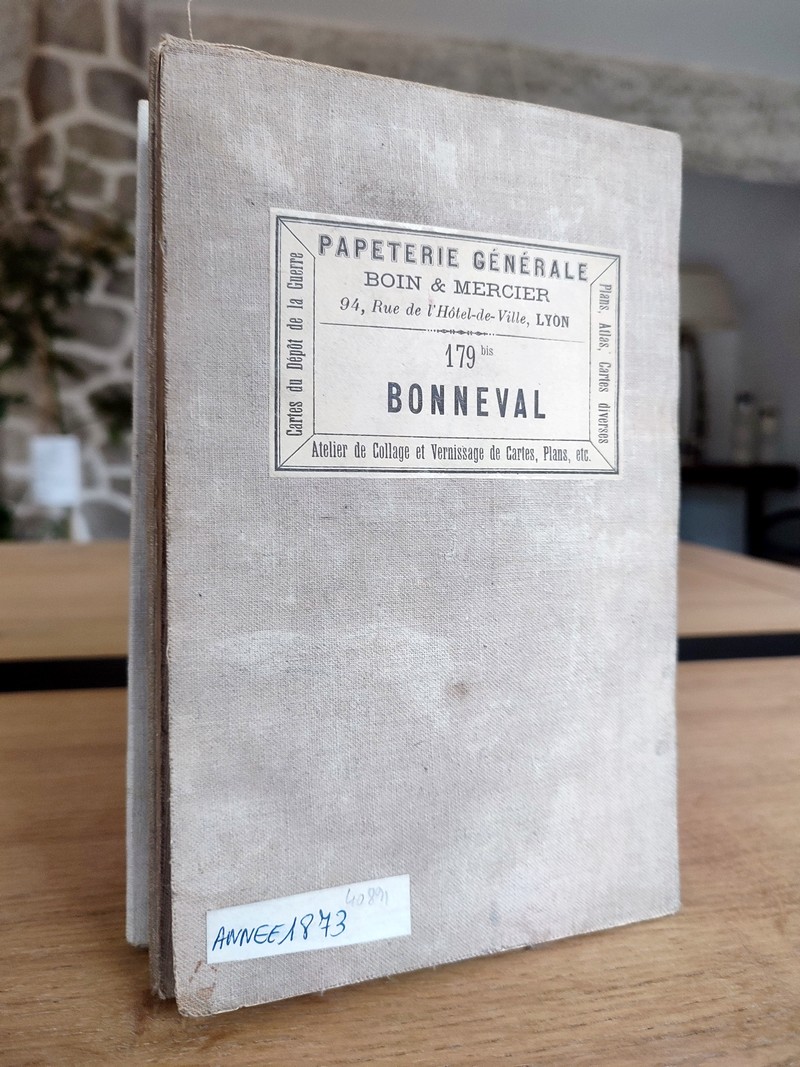 PAPETERIE GÉNÉRALE
BOIN & MERCIER
94, Rue de l'Hôtel-de-Ville, LYON
179 bis
BONNEVAL
Atelier de Collage et Vernissage de Cartes, Plans, etc.
Cartes du Dépôt de la Guerre
Plans, Atlas, Cartes diverses
ANNEE 1873